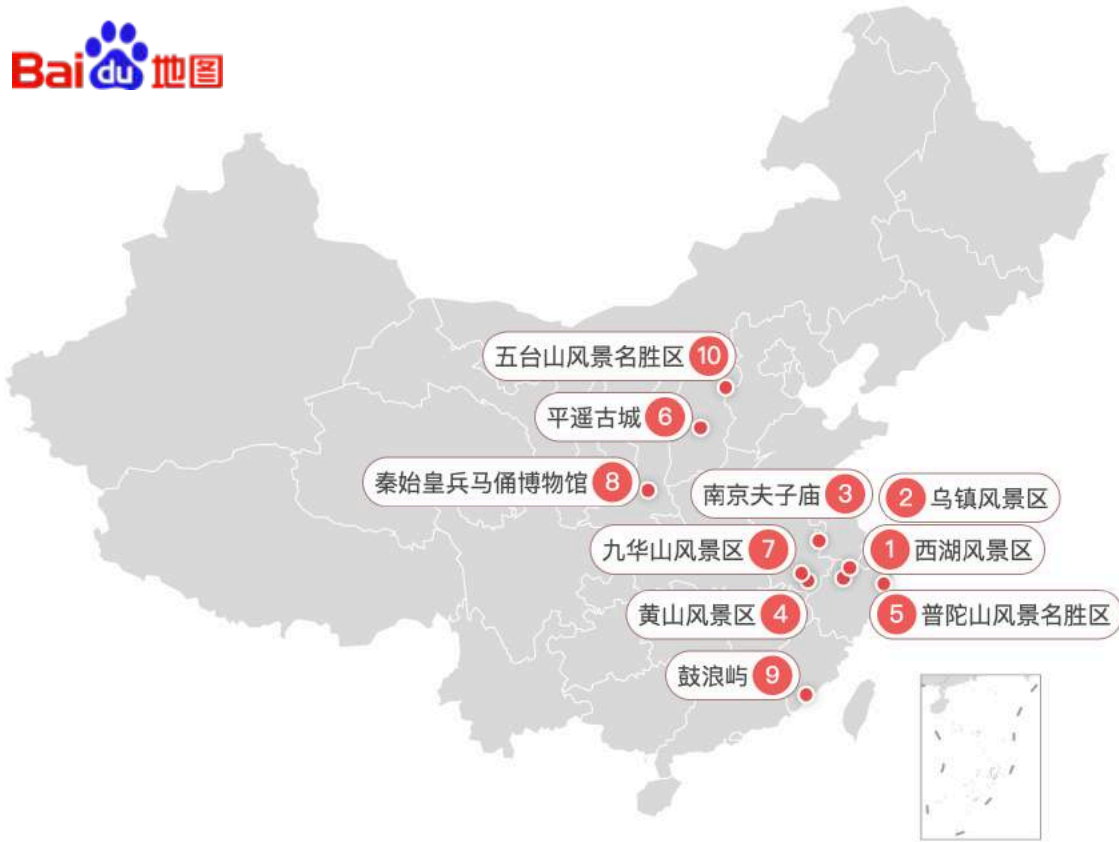 Baidu地图
五台山风景名胜区 10
平遥古城 6
秦始皇兵马俑博物馆 8
南京夫子庙 3
2 乌镇风景区
九华山风景区 7
1 西湖风景区
黄山风景区 4
5 普陀山风景名胜区
鼓浪屿 9